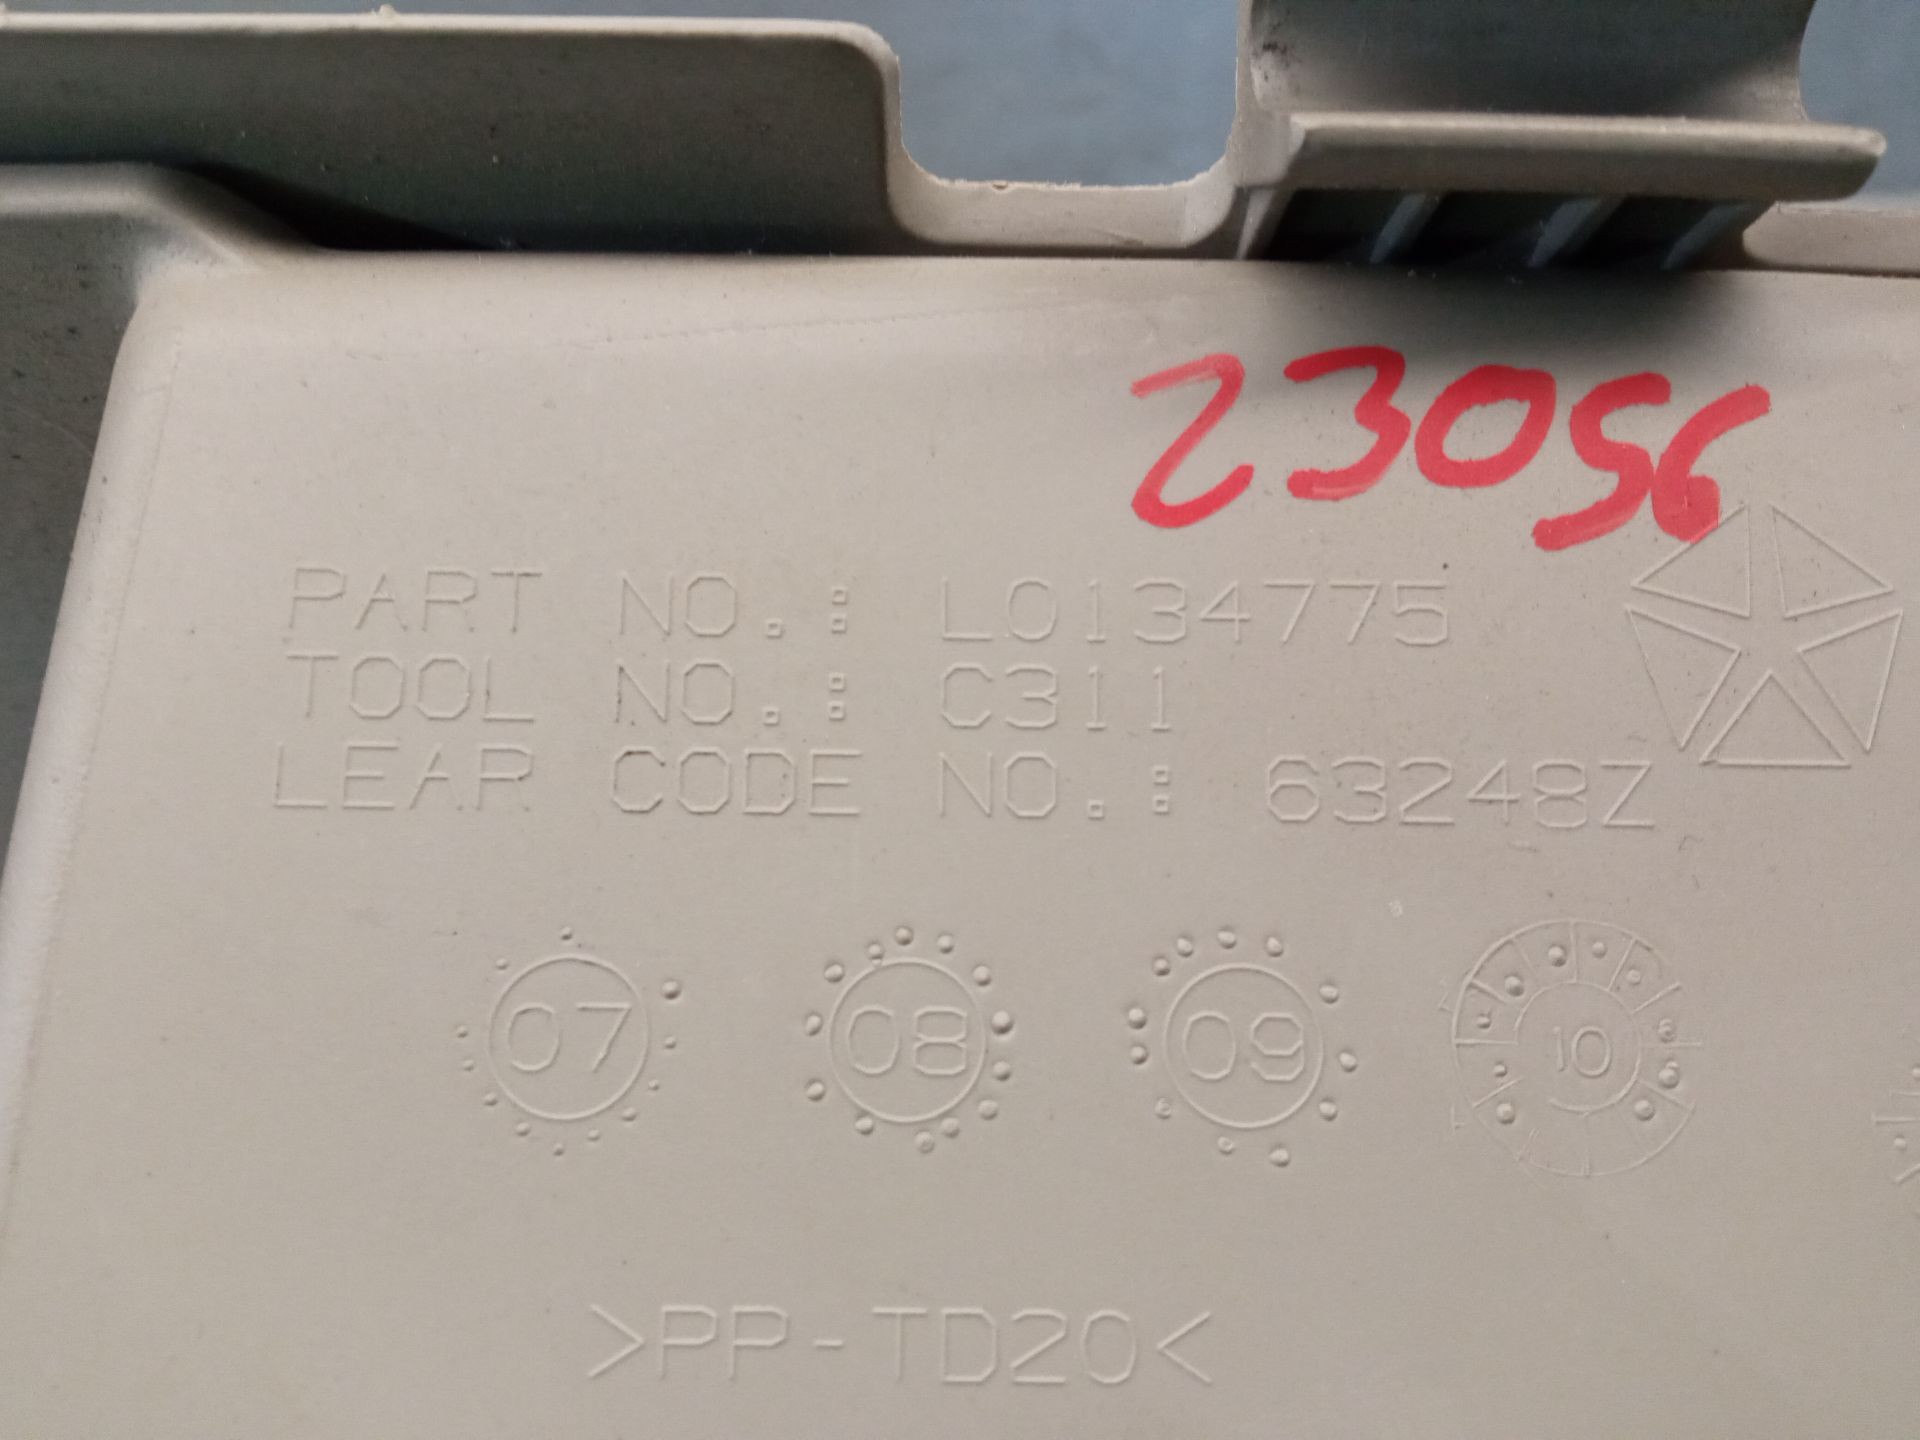 23056
PART NO.: L0134775
TOOL NO.: C311
LEAR CODE NO.: 63248Z
07 08 09 10
>PP-TD20<